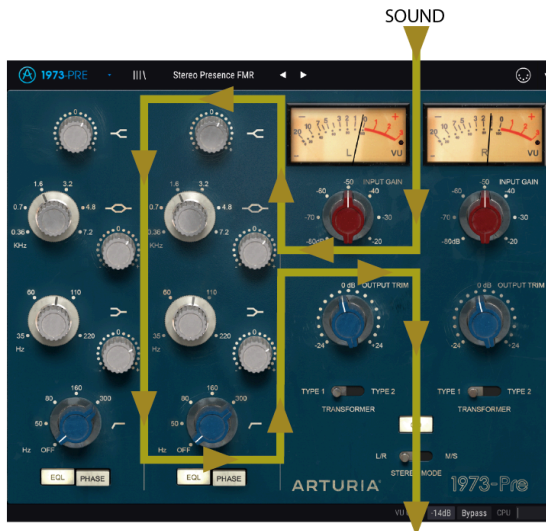 SOUND
1973-PRE
Stereo Presence FMR
0 0
L VU R VU
INPUT GAIN INPUT GAIN
-50 -50
-60 -40 -60 -40
-70 -30 -70 -30
-80dB -20 -80dB -20
1.6 3.2 1.6 3.2
0.7 4.8 0.7 4.8
0.36 7.2 0.36 7.2
KHz KHz
0 0
0 dB OUTPUT TRIM 0 dB OUTPUT TRIM
60 110 60 110
35 220 35 220
Hz Hz
0 0
-24 +24 -24 +24
TYPE 1 TYPE 2 TYPE 1 TYPE 2
TRANSFORMER TRANSFORMER
160 160
80 300 80 300
50 50
Hz OFF Hz OFF
L/R M/S
STEREO MODE
EQL PHASE EQL PHASE
ARTURIA 1973-Pre
VU -14dB Bypass CPU